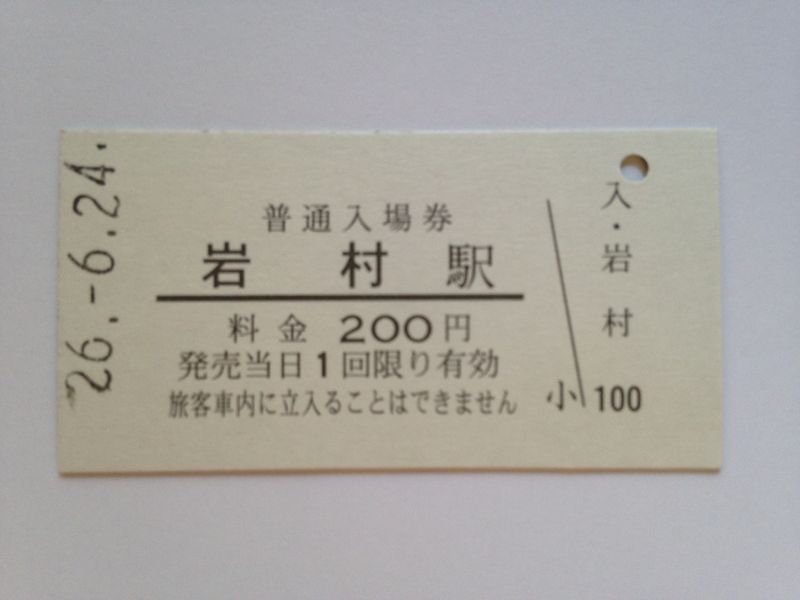 26.-6.24.
普通入場券
岩村駅
料金 200円
発売当日1回限り有効
旅客車内に立入ることはできません
入・岩村
小 100